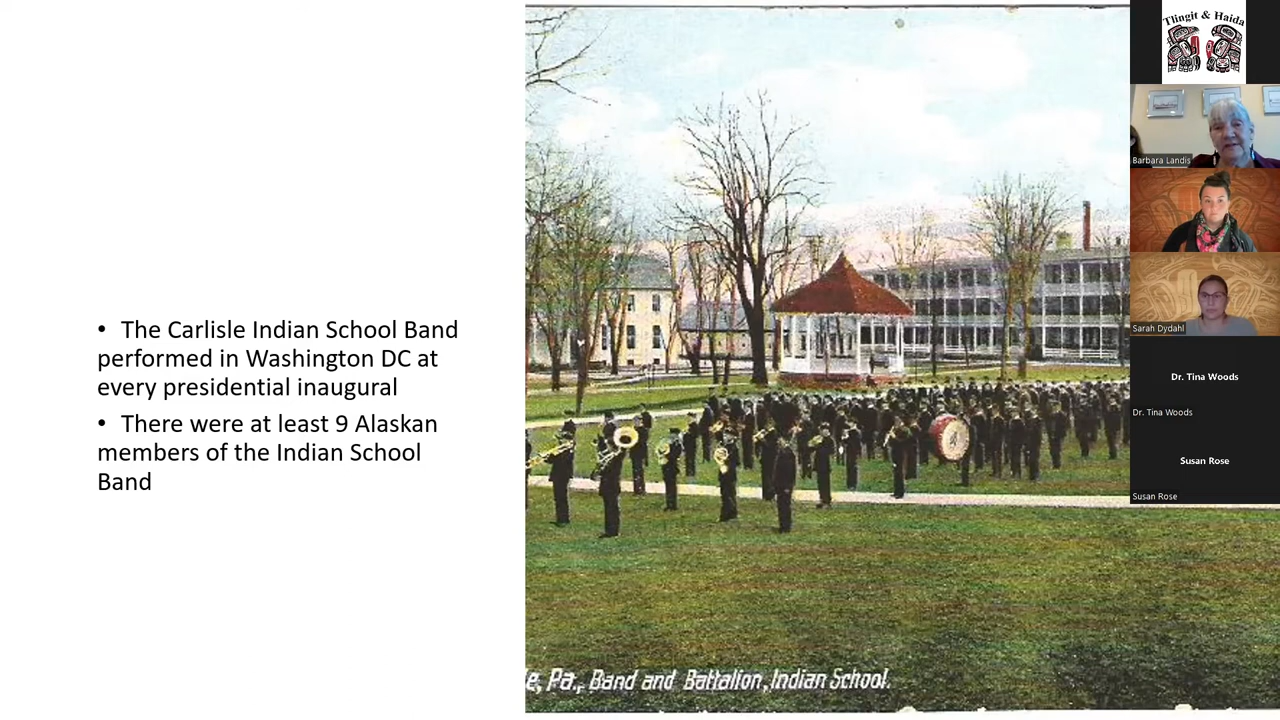 • The Carlisle Indian School Band
performed in Washington DC at
every presidential inaugural
• There were at least 9 Alaskan
members of the Indian School
Band
e, Pa., Band and Battalion, Indian School.
Tlingit & Haida
Barbara Landis
Sarah Dydahl
Dr. Tina Woods
Dr. Tina Woods
Susan Rose
Susan Rose